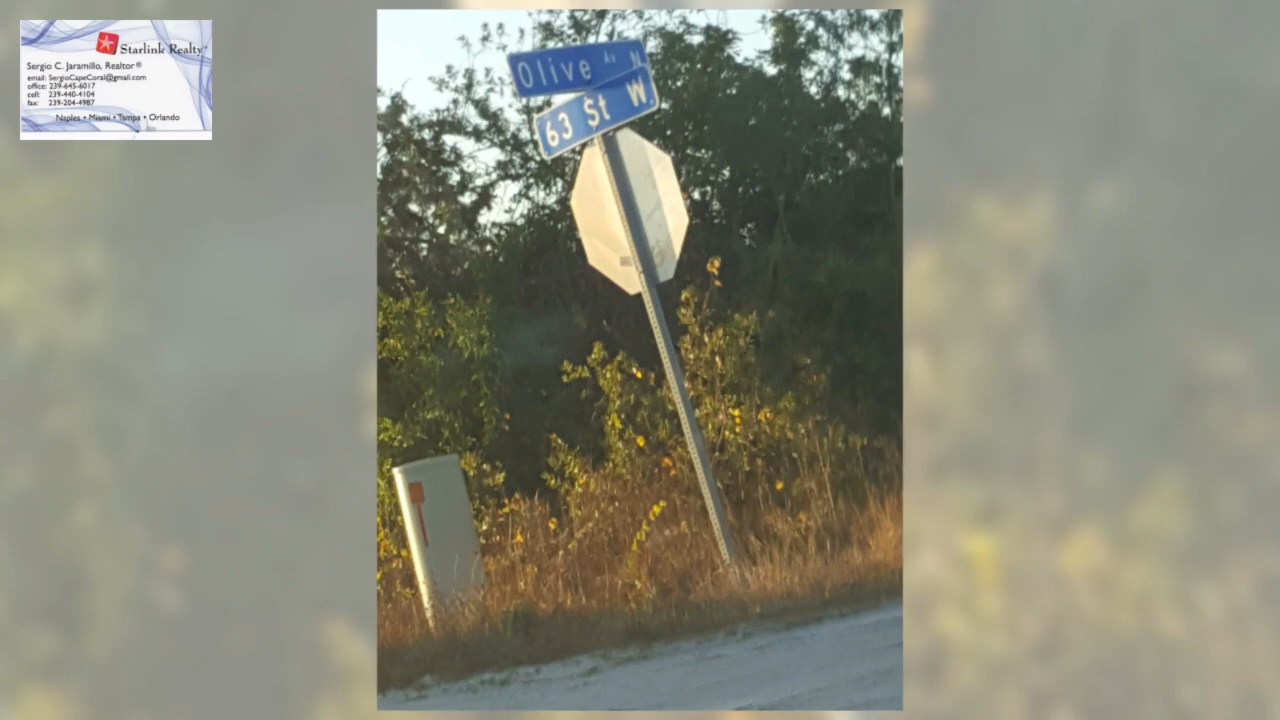 Starlink Realty
Sergio C. Jaramillo, Realtor®
email: SergioCapeCoral@gmail.com
office: 239-645-6017
cell: 239-440-4104
fax: 239-204-4987
Naples • Miami • Tampa • Orlando
Olive Av N
63 St W